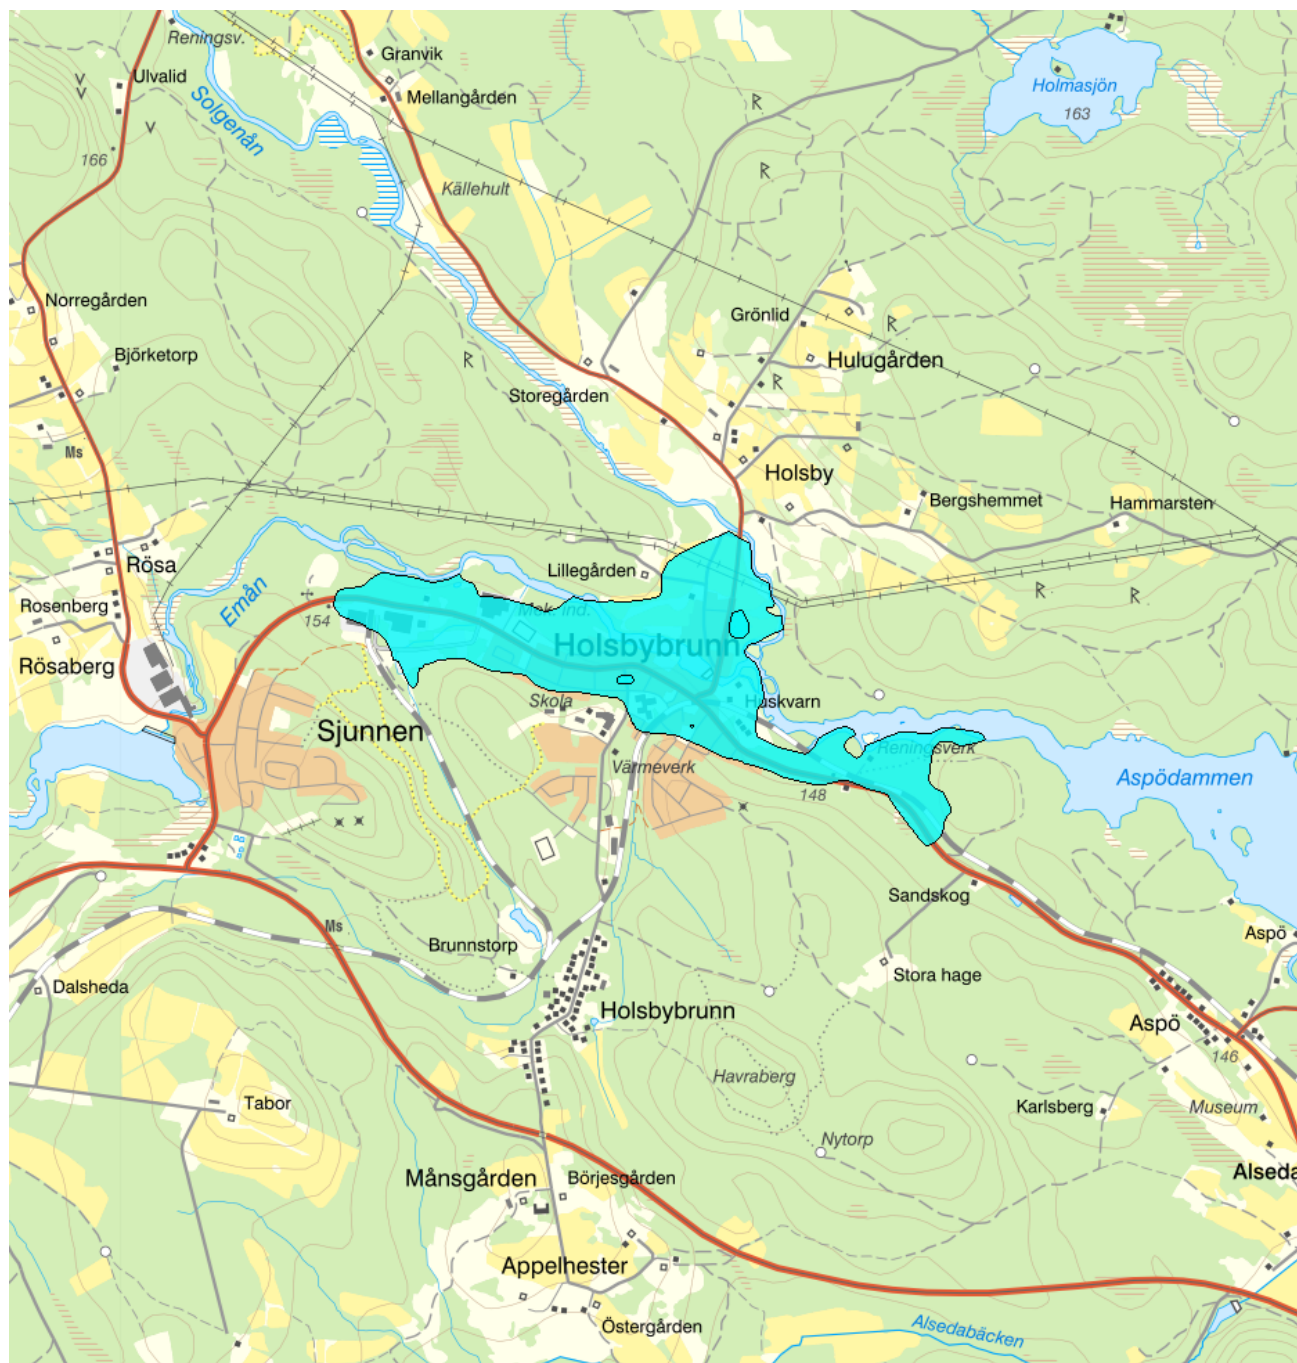 Reningsv.
Granvik
Ulvalid
Mellangården
Holmasjön
163
Solgenån
166
Källehult
Norregården
Grönlid
Björketorp
Hulugården
Storegården
Ms
Holsby
Bergshemmet
Hammarsten
Rösa
Lillegården
Emån
Rosenberg
154
Mek. ind.
Rösaberg
Holsbybrunn
Skola
Huskvarn
Sjunnen
Reningsverk
Värmeverk
Aspödammen
148
Sandskog
Ms
Aspö
Brunnstorp
Stora hage
Dalsheda
Holsbybrunn
Aspö
146
Havraberg
Tabor
Karlsberg
Museum
Nytorp
Månsgården
Börjesgården
Alseda
Appelhester
Östergården
Alsedabäcken